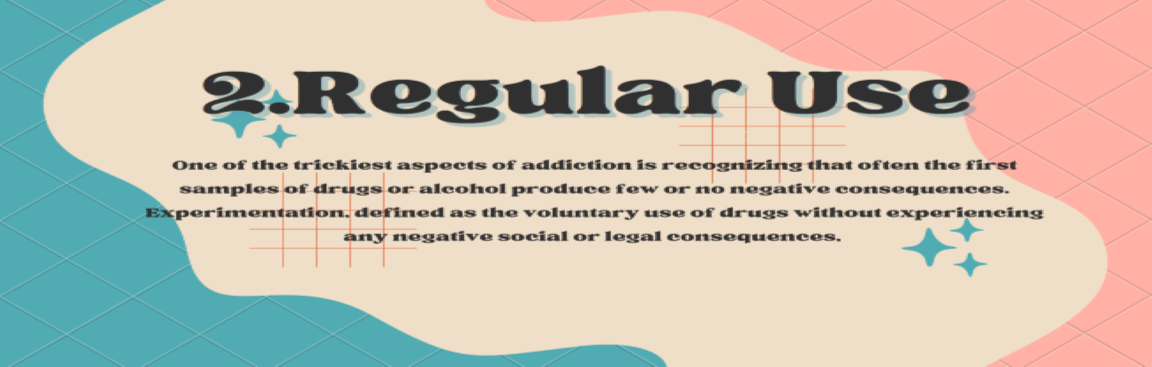 2.Regular Use
One of the trickiest aspects of addiction is recognizing that often the first
samples of drugs or alcohol produce few or no negative consequences.
Experimentation, defined as the voluntary use of drugs without experiencing
any negative social or legal consequences.